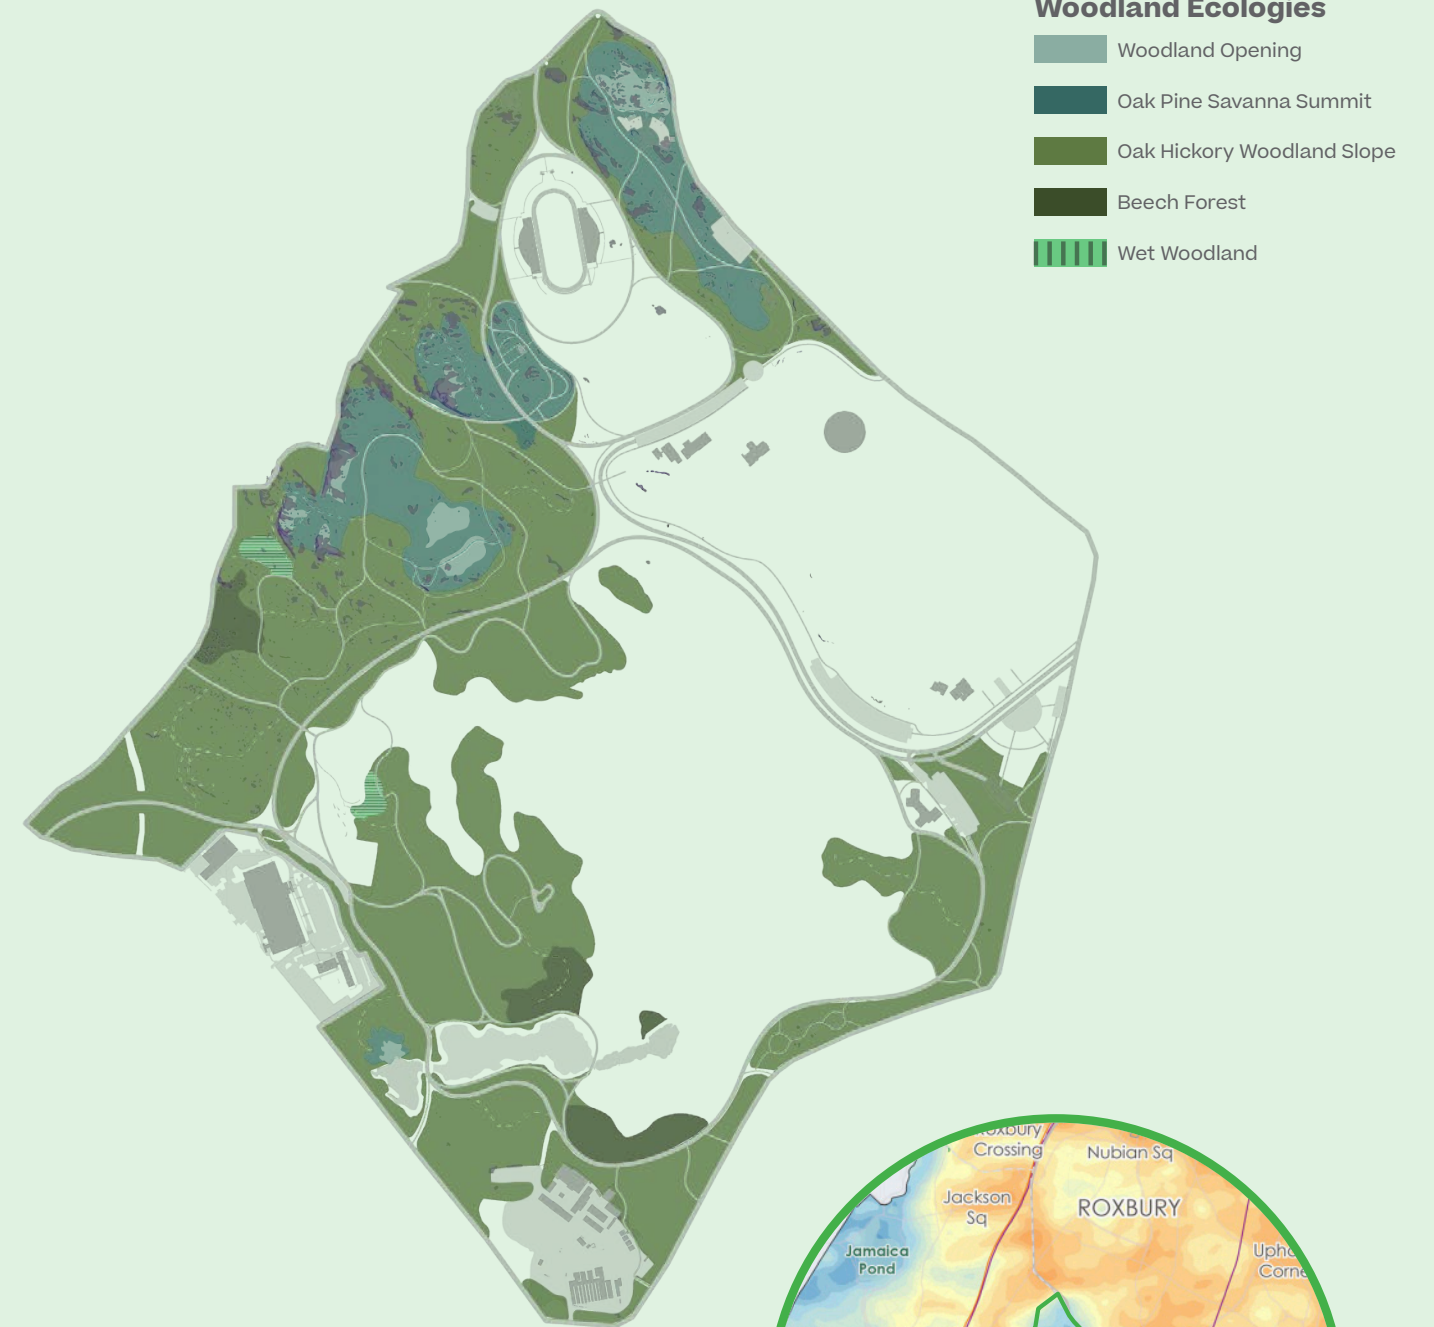 Woodland Ecologies
Woodland Opening
Oak Pine Savanna Summit
Oak Hickory Woodland Slope
Beech Forest
Wet Woodland
Crossing
Nubian Sq
Jackson
Sq
ROXBURY
Jamaica
Pond